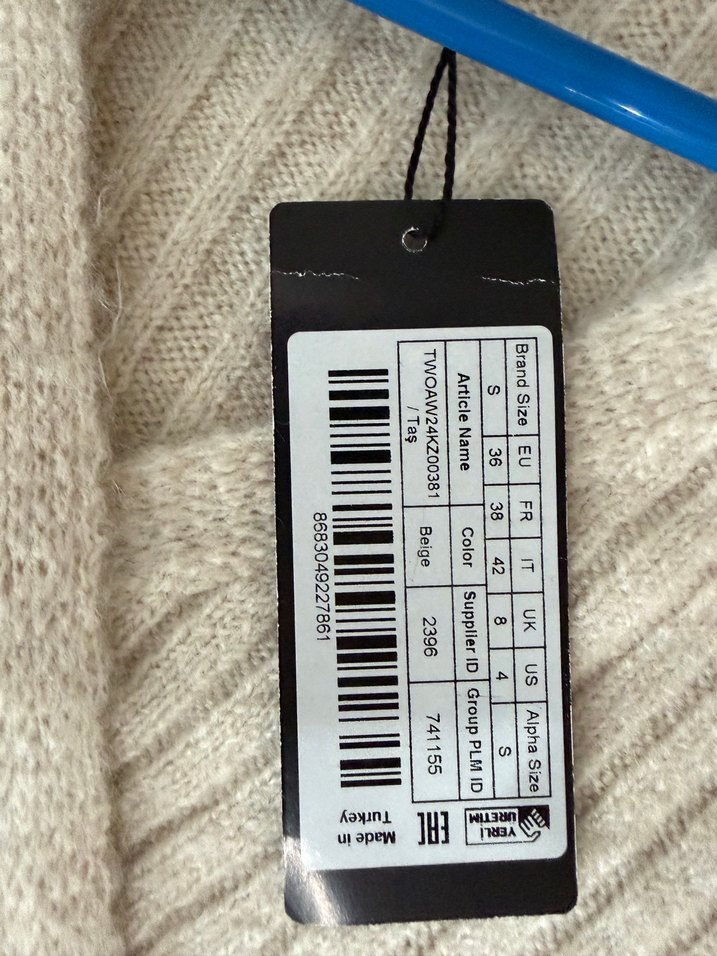 Brand Size EU FR IT UK US Alpha Size
S 36 38 42 8 4 S
Article Name Color Supplier ID Group PLM ID
TWOAW24KZ00381 / Taş Beige 2396 741155
8683049227861
YERLİ
ÜRETİM
EAC
Made in
Turkey